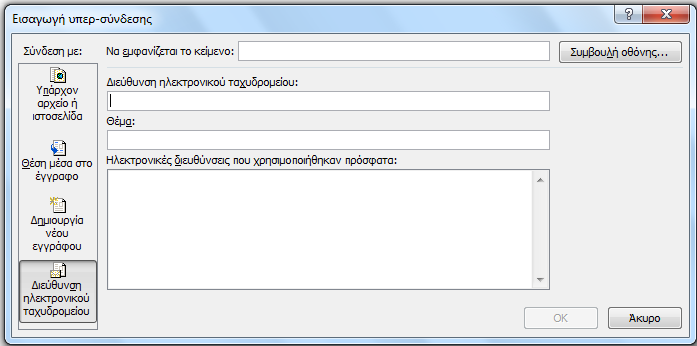 Εισαγωγή υπερ-σύνδεσης
?
Σύνδεση με:
Να εμφανίζεται το κείμενο:
Συμβουλή οθόνης...
Υπάρχον
αρχείο ή
ιστοσελίδα
Θέση μέσα στο
έγγραφο
Δημιουργία
νέου
εγγράφου
Διεύθυνση
ηλεκτρονικού
ταχυδρομείου
Διεύθυνση ηλεκτρονικού ταχυδρομείου:
Θέμα:
Ηλεκτρονικές διευθύνσεις που χρησιμοποιήθηκαν πρόσφατα:
OK
Άκυρο